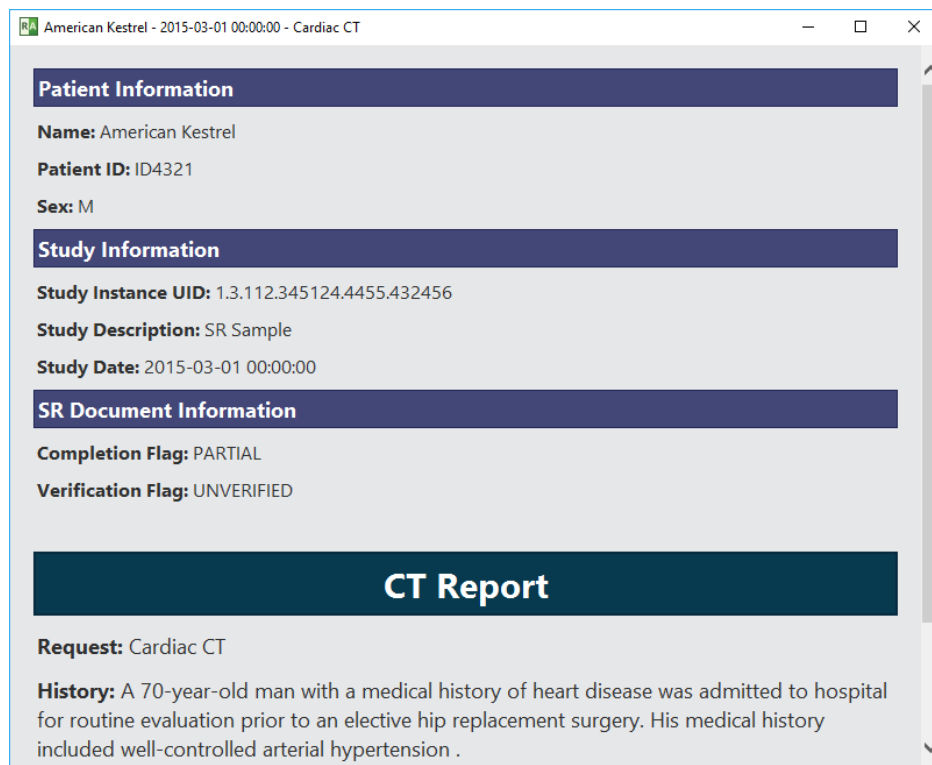 RA American Kestrel - 2015-03-01 00:00:00 - Cardiac CT
Patient Information
Name: American Kestrel
Patient ID: ID4321
Sex: M
Study Information
Study Instance UID: 1.3.112.345124.4455.432456
Study Description: SR Sample
Study Date: 2015-03-01 00:00:00
SR Document Information
Completion Flag: PARTIAL
Verification Flag: UNVERIFIED
CT Report
Request: Cardiac CT
History: A 70-year-old man with a medical history of heart disease was admitted to hospital
for routine evaluation prior to an elective hip replacement surgery. His medical history
included well-controlled arterial hypertension .